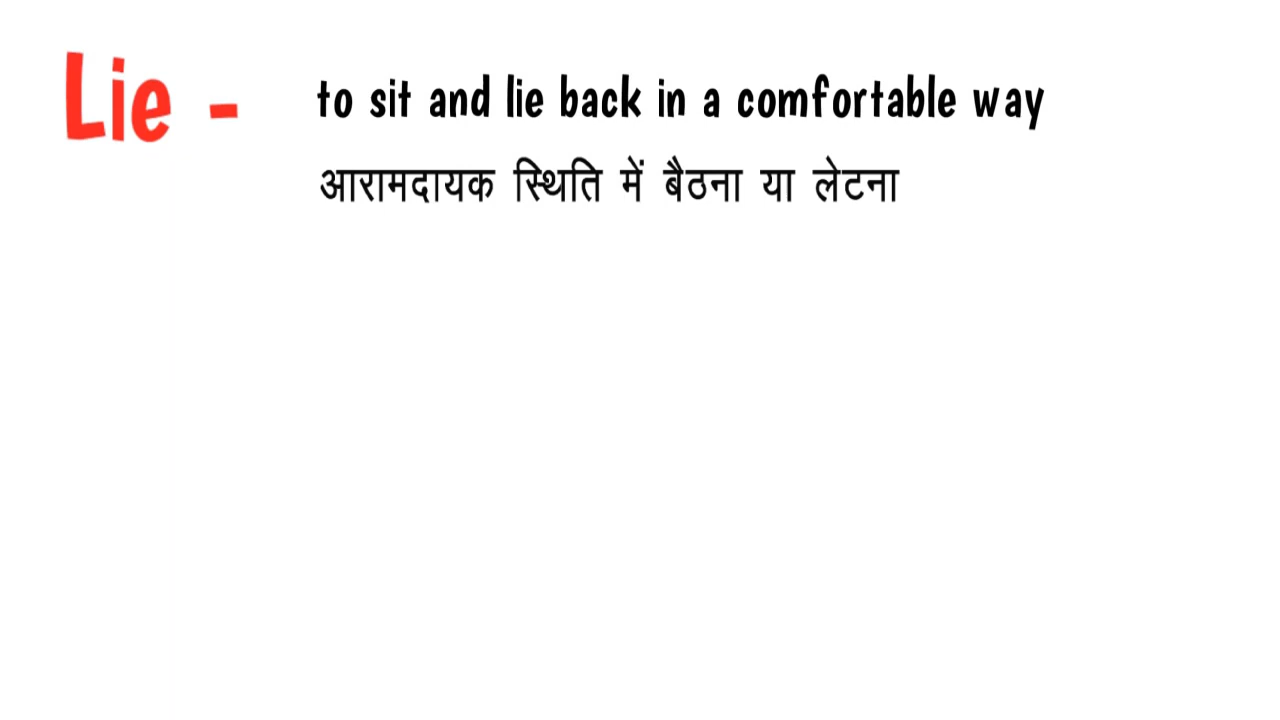 Lie - to sit and lie back in a comfortable way
आरामदायक स्थिति में बैठना या लेटना